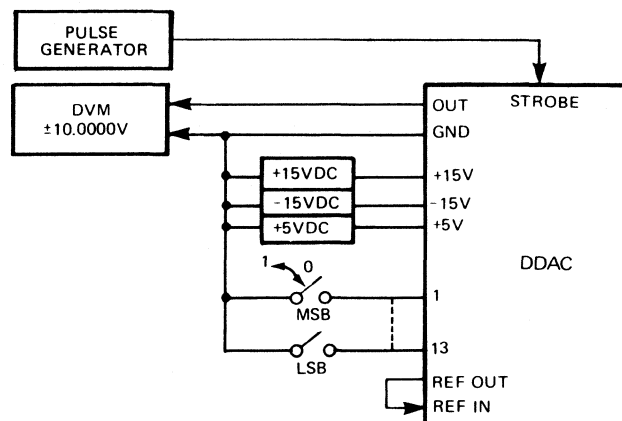 PULSE
GENERATOR
DVM
±10.0000V
OUT
STROBE
GND
+15VDC
+15V
-15VDC
-15V
+5VDC
+5V
DDAC
1
0
MSB
1
LSB
13
REF OUT
REF IN